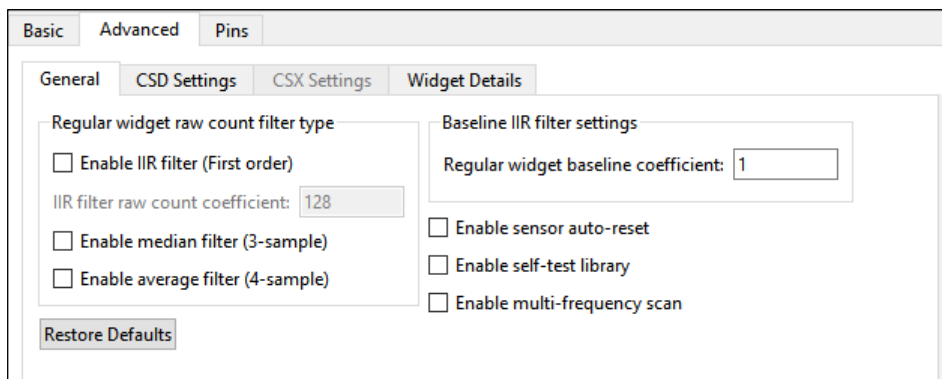 Basic Advanced Pins
General CSD Settings CSX Settings Widget Details
Regular widget raw count filter type
Enable IIR filter (First order)
IIR filter raw count coefficient: 128
Enable median filter (3-sample)
Enable average filter (4-sample)
Restore Defaults
Baseline IIR filter settings
Regular widget baseline coefficient: 1
Enable sensor auto-reset
Enable self-test library
Enable multi-frequency scan